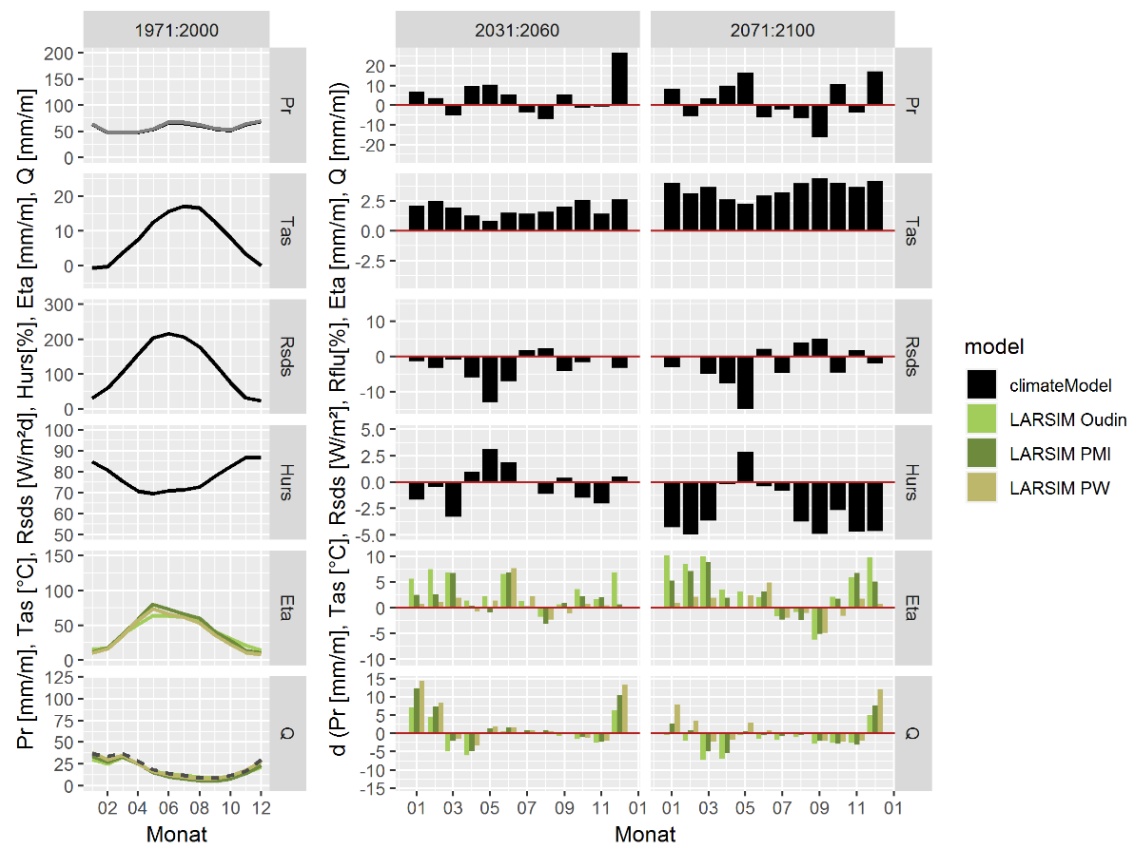 1971:2000
2031:2060
2071:2100
Pr [mm/m], Tas [°C], Rsds [W/m²d], Hurs[%], Eta [mm/m], Q [mm/m]
200
150
100
50
0
Pr
20
10
0
Tas
300
200
100
0
Rsds
100
90
80
70
60
50
Hurs
150
100
50
0
Eta
125
100
75
50
25
0
Q
02 04 06 08 10 12
Monat
d (Pr [mm/m], Tas [°C], Rsds [W/m²], Rflu[%], Eta [mm/m], Q [mm/m])
20
10
0
-10
-20
Pr
2.5
0.0
-2.5
Tas
10
0
-10
Rsds
5.0
2.5
0.0
-2.5
-5.0
Hurs
10
5
0
-5
-10
Eta
15
10
5
0
-5
-10
-15
Q
01 03 05 07 09 11 01
01 03 05 07 09 11 01
Monat
model
climateModel
LARSIM Oudin
LARSIM PMI
LARSIM PW